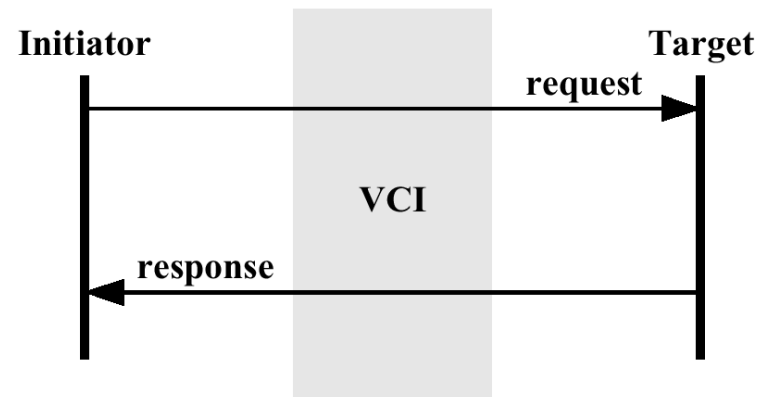 Initiator
Target
request
VCI
response